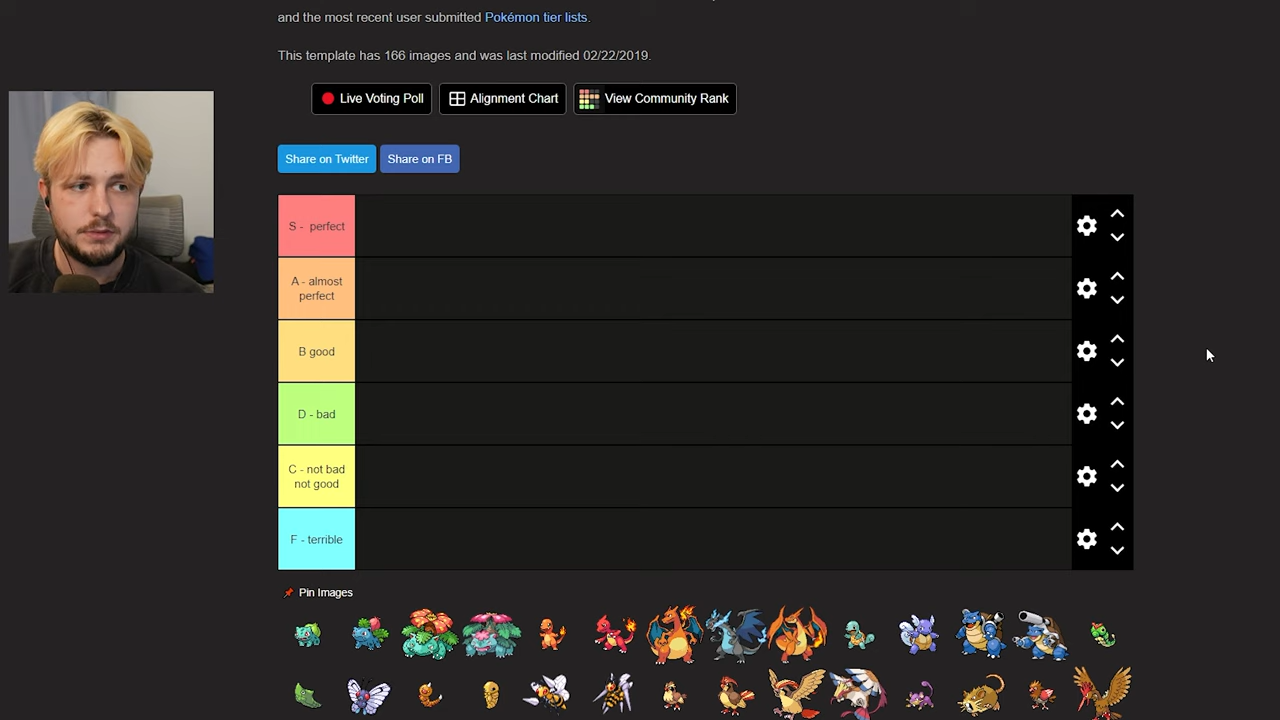 and the most recent user submitted Pokémon tier lists.
This template has 166 images and was last modified 02/22/2019.
Live Voting Poll
Alignment Chart
View Community Rank
Share on Twitter
Share on FB
S - perfect
A - almost
perfect
B good
D - bad
C - not bad
not good
F - terrible
Pin Images